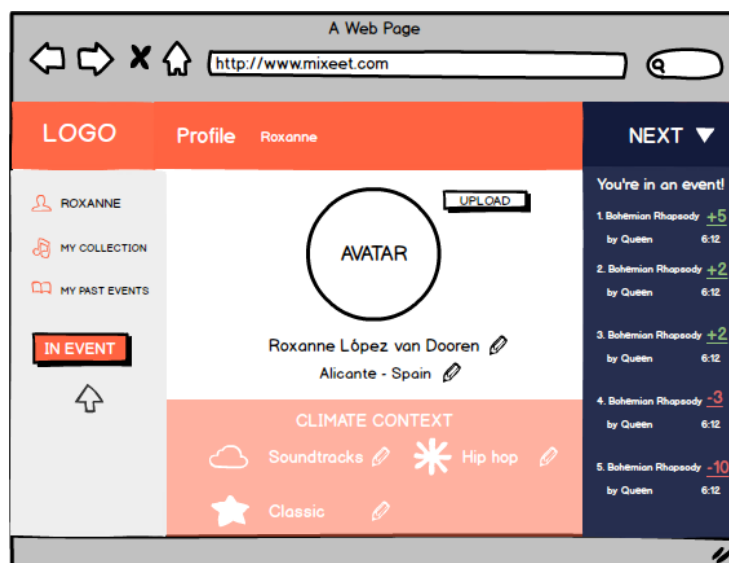 A Web Page
http://www.mixeet.com
LOGO
Profile Roxanne
NEXT
ROXANNE
MY COLLECTION
MY PAST EVENTS
IN EVENT
UPLOAD
AVATAR
Roxanne López van Dooren
Alicante - Spain
CLIMATE CONTEXT
Soundtracks
Hip hop
Classic
You're in an event!
1. Bohemian Rhapsody +5
by Queen 6:12
2. Bohemian Rhapsody +2
by Queen 6:12
3. Bohemian Rhapsody +2
by Queen 6:12
4. Bohemian Rhapsody -3
by Queen 6:12
5. Bohemian Rhapsody -10
by Queen 6:12